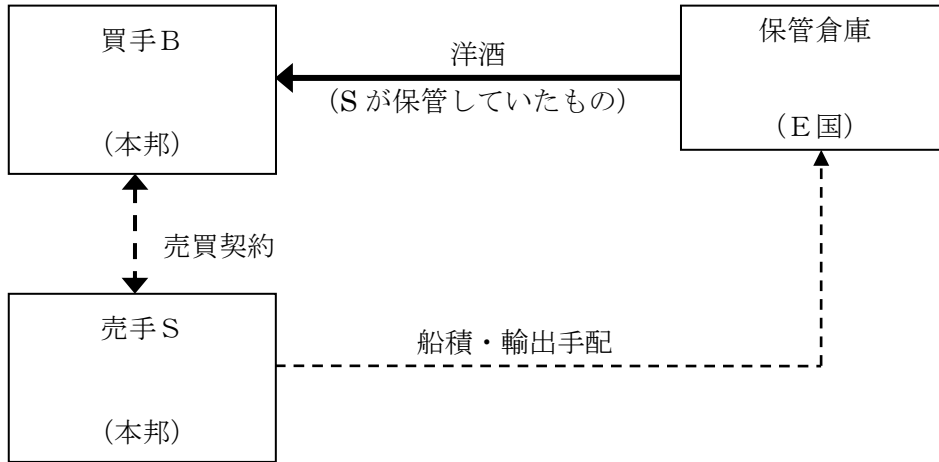 買手Ｂ
（本邦）
洋酒
（S が保管していたもの）
保管倉庫
（Ｅ国）
売買契約
売手Ｓ
（本邦）
船積・輸出手配